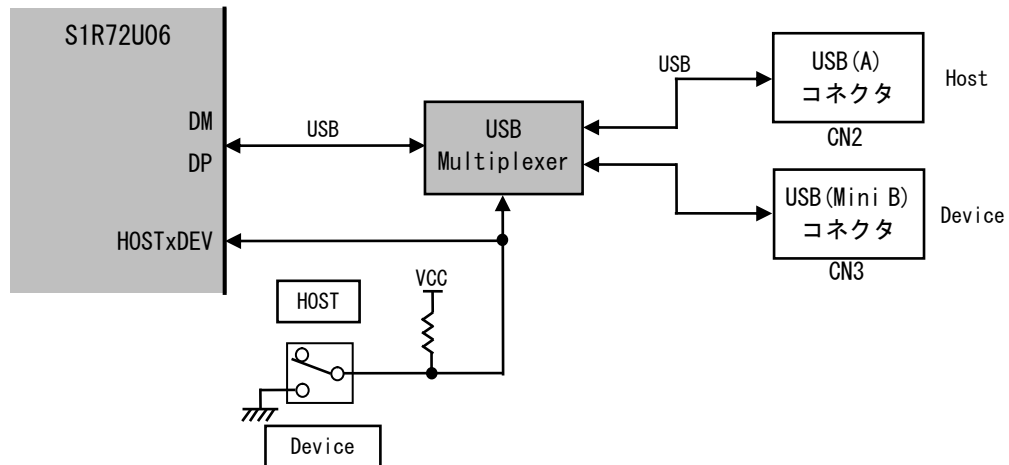 S1R72U06
DM
DP
HOSTxDEV
USB
USB
Multiplexer
USB
USB(A)
コネクタ
CN2
Host
USB(Mini B)
コネクタ
CN3
Device
VCC
HOST
Device